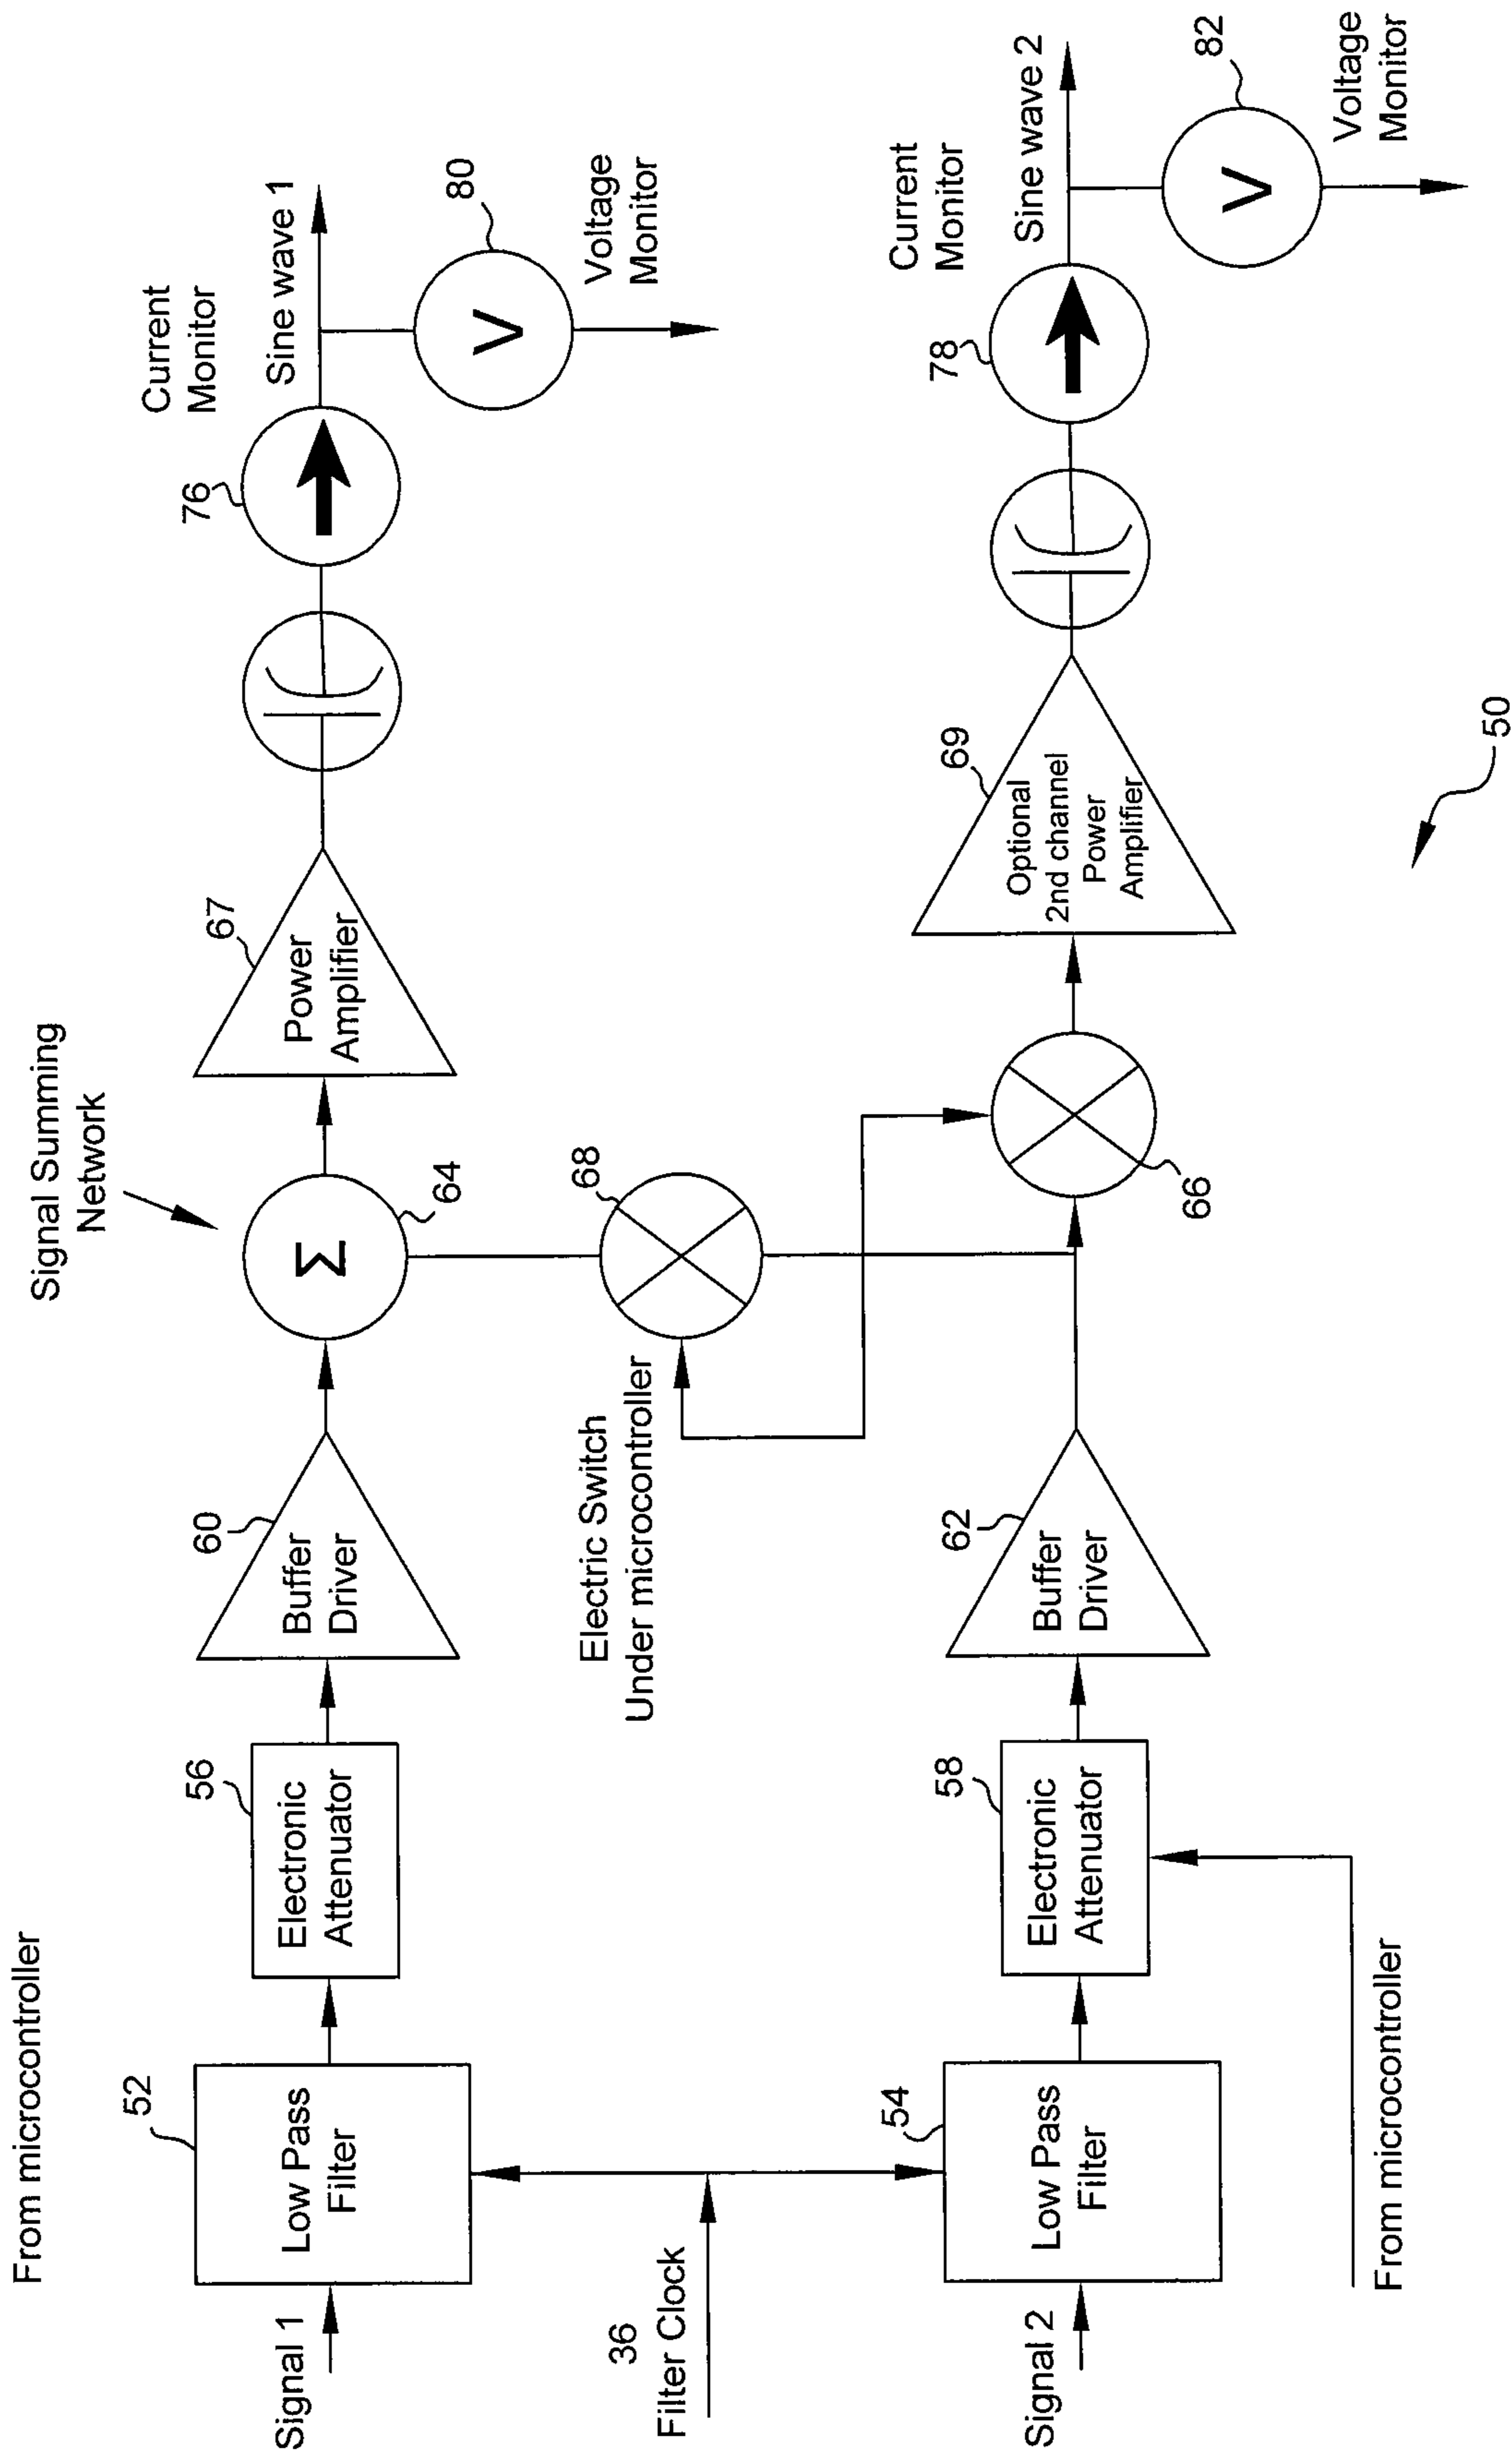 From microcontroller
Signal 1
52
Low Pass
Filter
56
Electronic
Attenuator
60
Buffer
Driver
Signal Summing
Network
Σ
64
67
Power
Amplifier
76
Current
Monitor
Sine wave 1
80
V
Voltage
Monitor
36
Filter Clock
Electric Switch
Under microcontroller
68
Signal 2
54
Low Pass
Filter
58
Electronic
Attenuator
62
Buffer
Driver
66
69
Optional
2nd channel
Power
Amplifier
78
Current
Monitor
Sine wave 2
82
V
Voltage
Monitor
From microcontroller
50